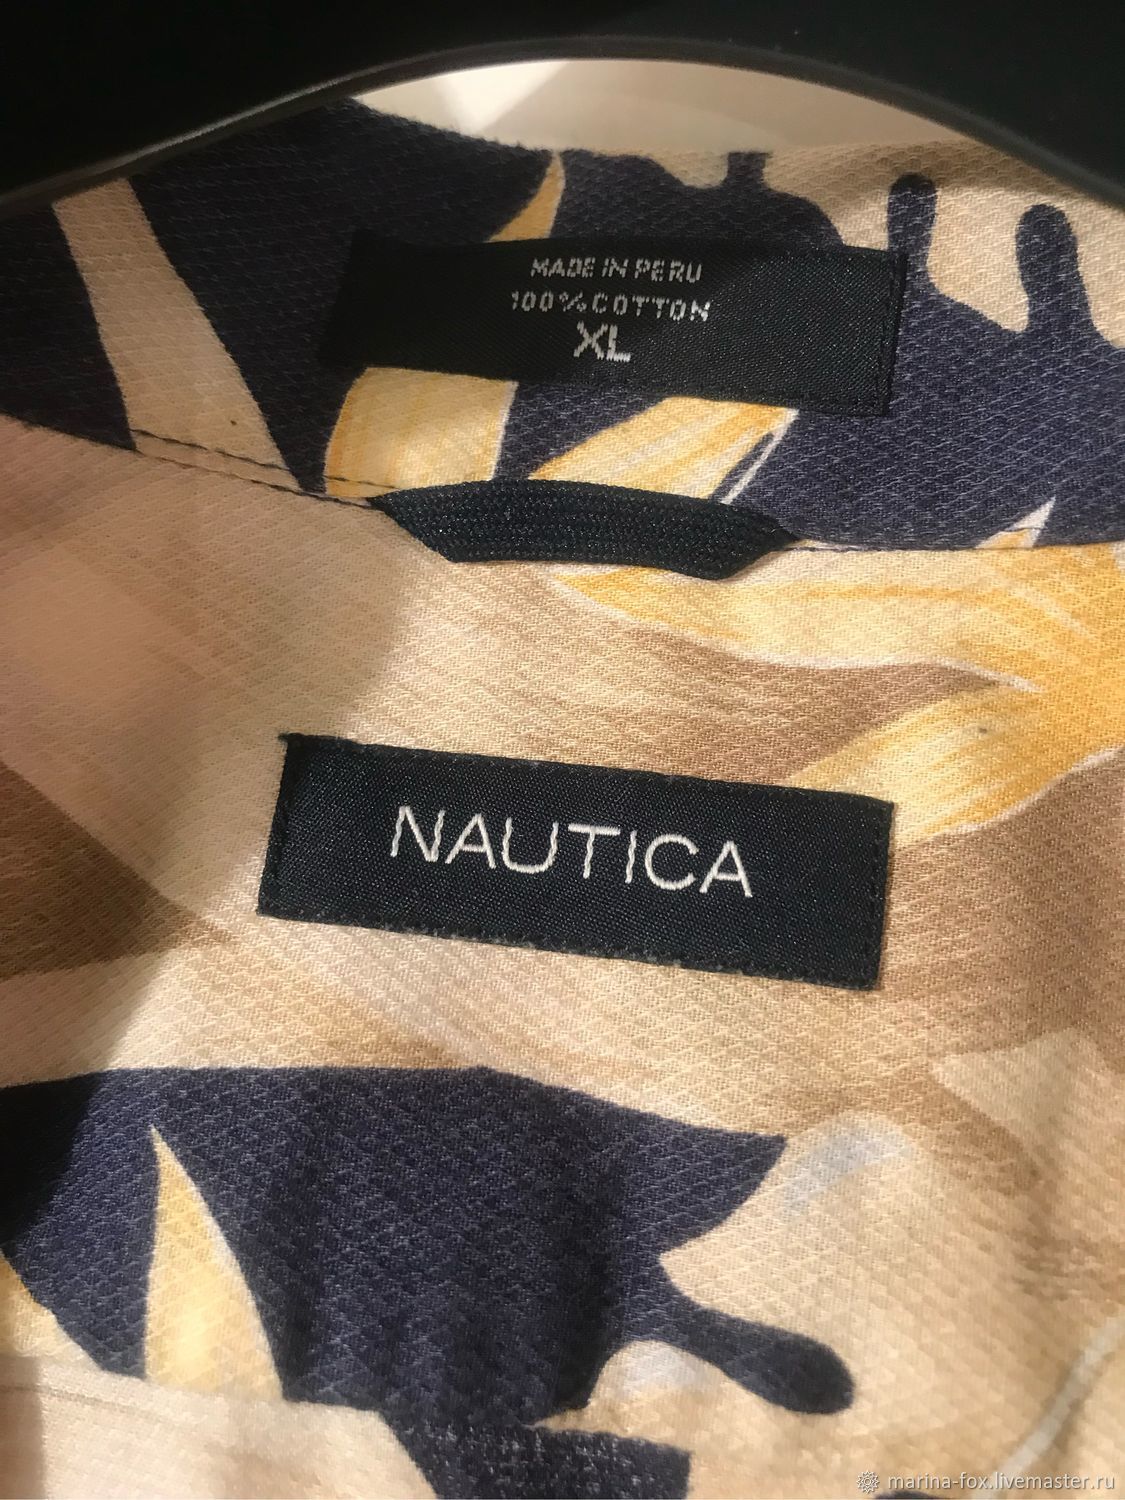 MADE IN PERU
100% COTTON
XL
NAUTICA
marina-fox.livemaster.ru